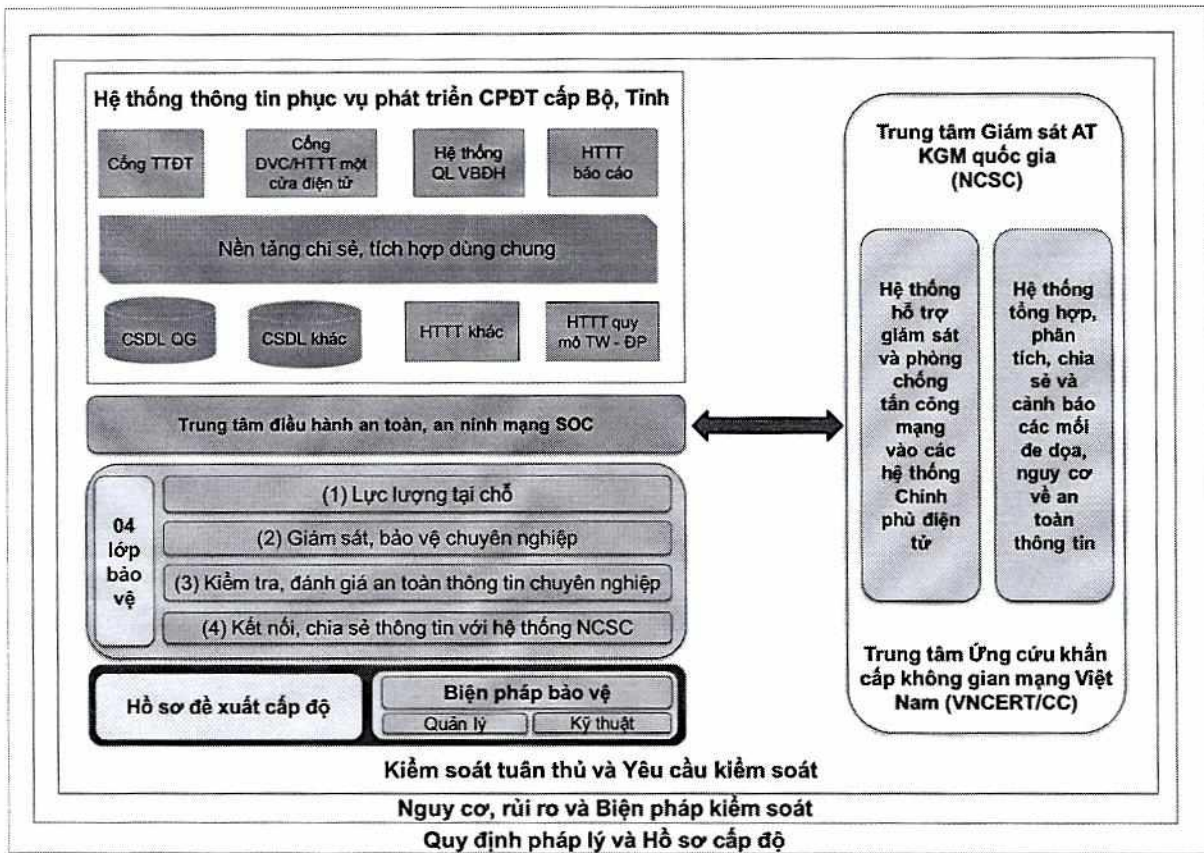 Hệ thống thông tin phục vụ phát triển CPĐT cấp Bộ, Tỉnh
Cổng TTĐT
Cổng
DVC/HTTT một
cửa điện tử
Hệ thống
QL VBĐH
HTTT
báo cáo
Nền tảng chi sẻ, tích hợp dùng chung
CSDL QG
CSDL khác
HTTT khác
HTTT quy
mô TW - ĐP
Trung tâm điều hành an toàn, an ninh mạng SOC
04
lớp
bảo
vệ
(1) Lực lượng tại chỗ
(2) Giám sát, bảo vệ chuyên nghiệp
(3) Kiểm tra, đánh giá an toàn thông tin chuyên nghiệp
(4) Kết nối, chia sẻ thông tin với hệ thống NCSC
Hồ sơ đề xuất cấp độ
Biện pháp bảo vệ
Quản lý
Kỹ thuật
Trung tâm Giám sát AT
KGM quốc gia
(NCSC)
Hệ thống
hỗ trợ
giám sát
và phòng
chống
tấn công
mạng
vào các
hệ thống
Chính
phủ điện
tử
Hệ thống
tổng hợp,
phân
tích, chia
sẻ và
cảnh báo
các mối
đe dọa,
nguy cơ
về an
toàn
thông tin
Trung tâm Ứng cứu khẩn
cấp không gian mạng Việt
Nam (VNCERT/CC)
Kiểm soát tuân thủ và Yêu cầu kiểm soát
Nguy cơ, rủi ro và Biện pháp kiểm soát
Quy định pháp lý và Hồ sơ cấp độ